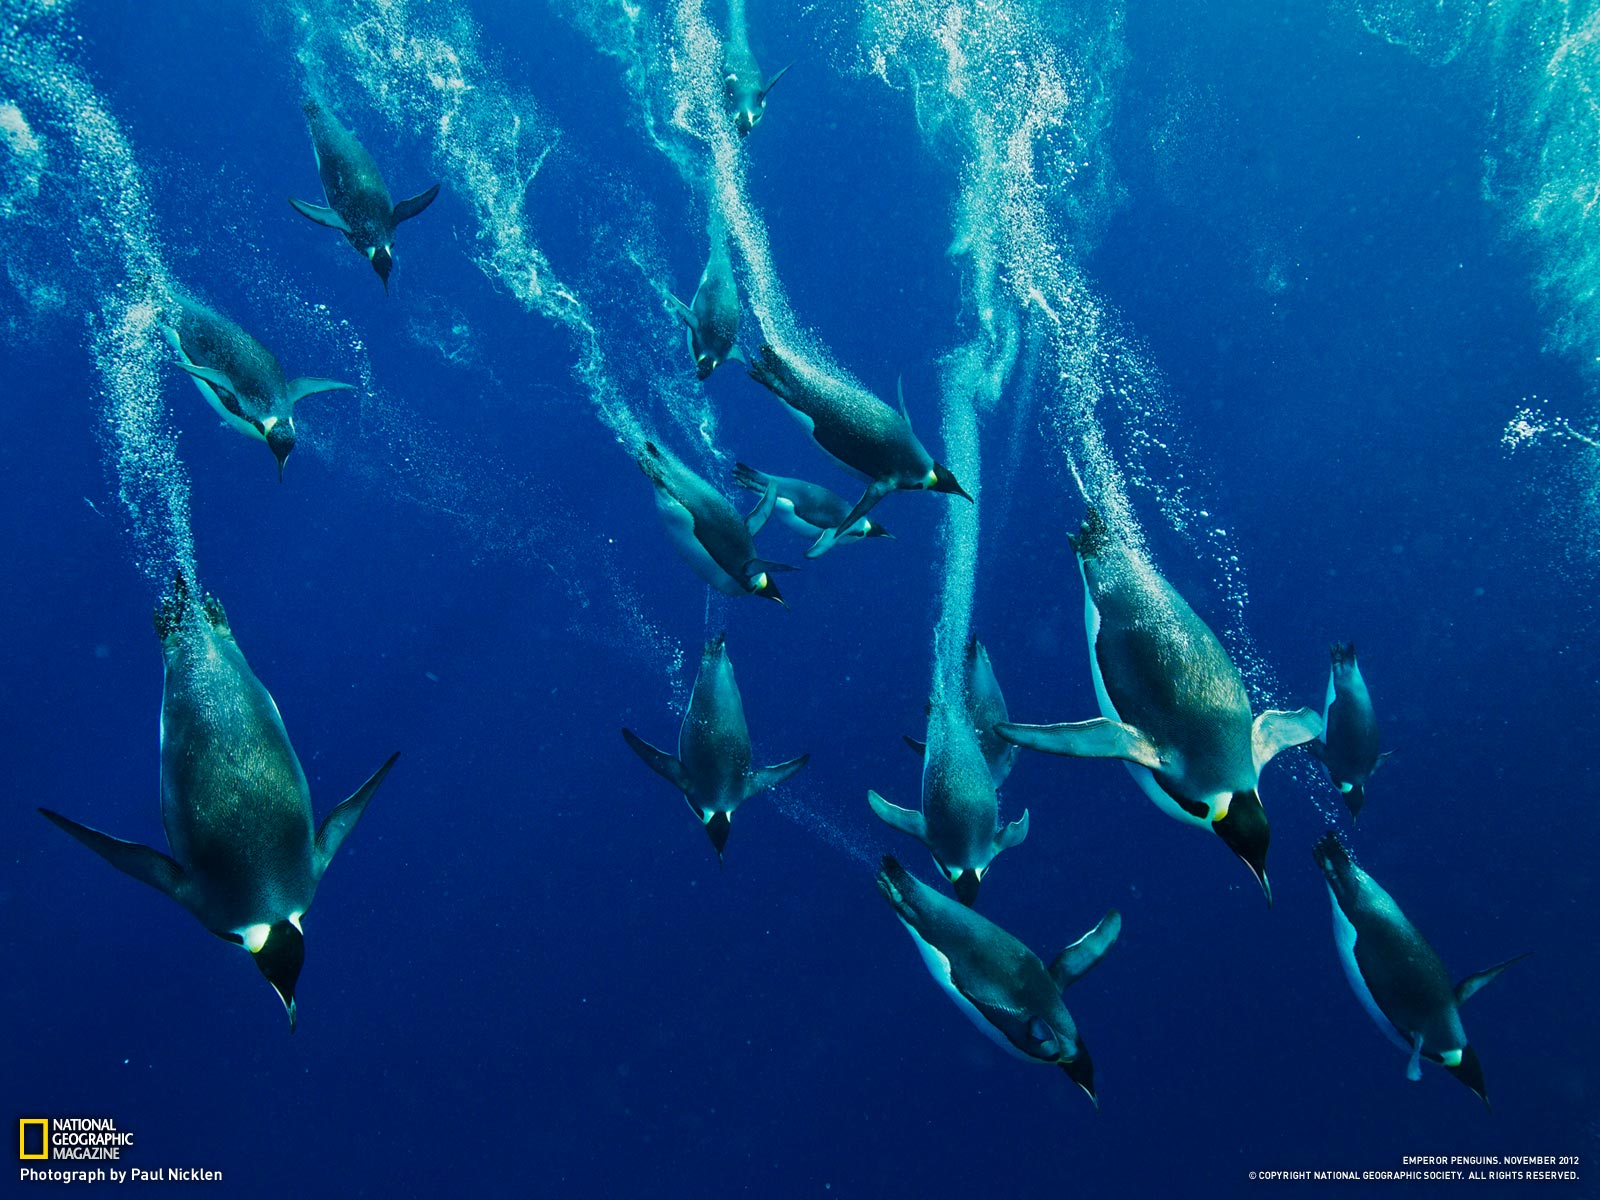 NATIONAL
GEOGRAPHIC
MAGAZINE
Photograph by Paul Nicklen
EMPEROR PENGUINS. NOVEMBER 2012
© COPYRIGHT NATIONAL GEOGRAPHIC SOCIETY. ALL RIGHTS RESERVED.